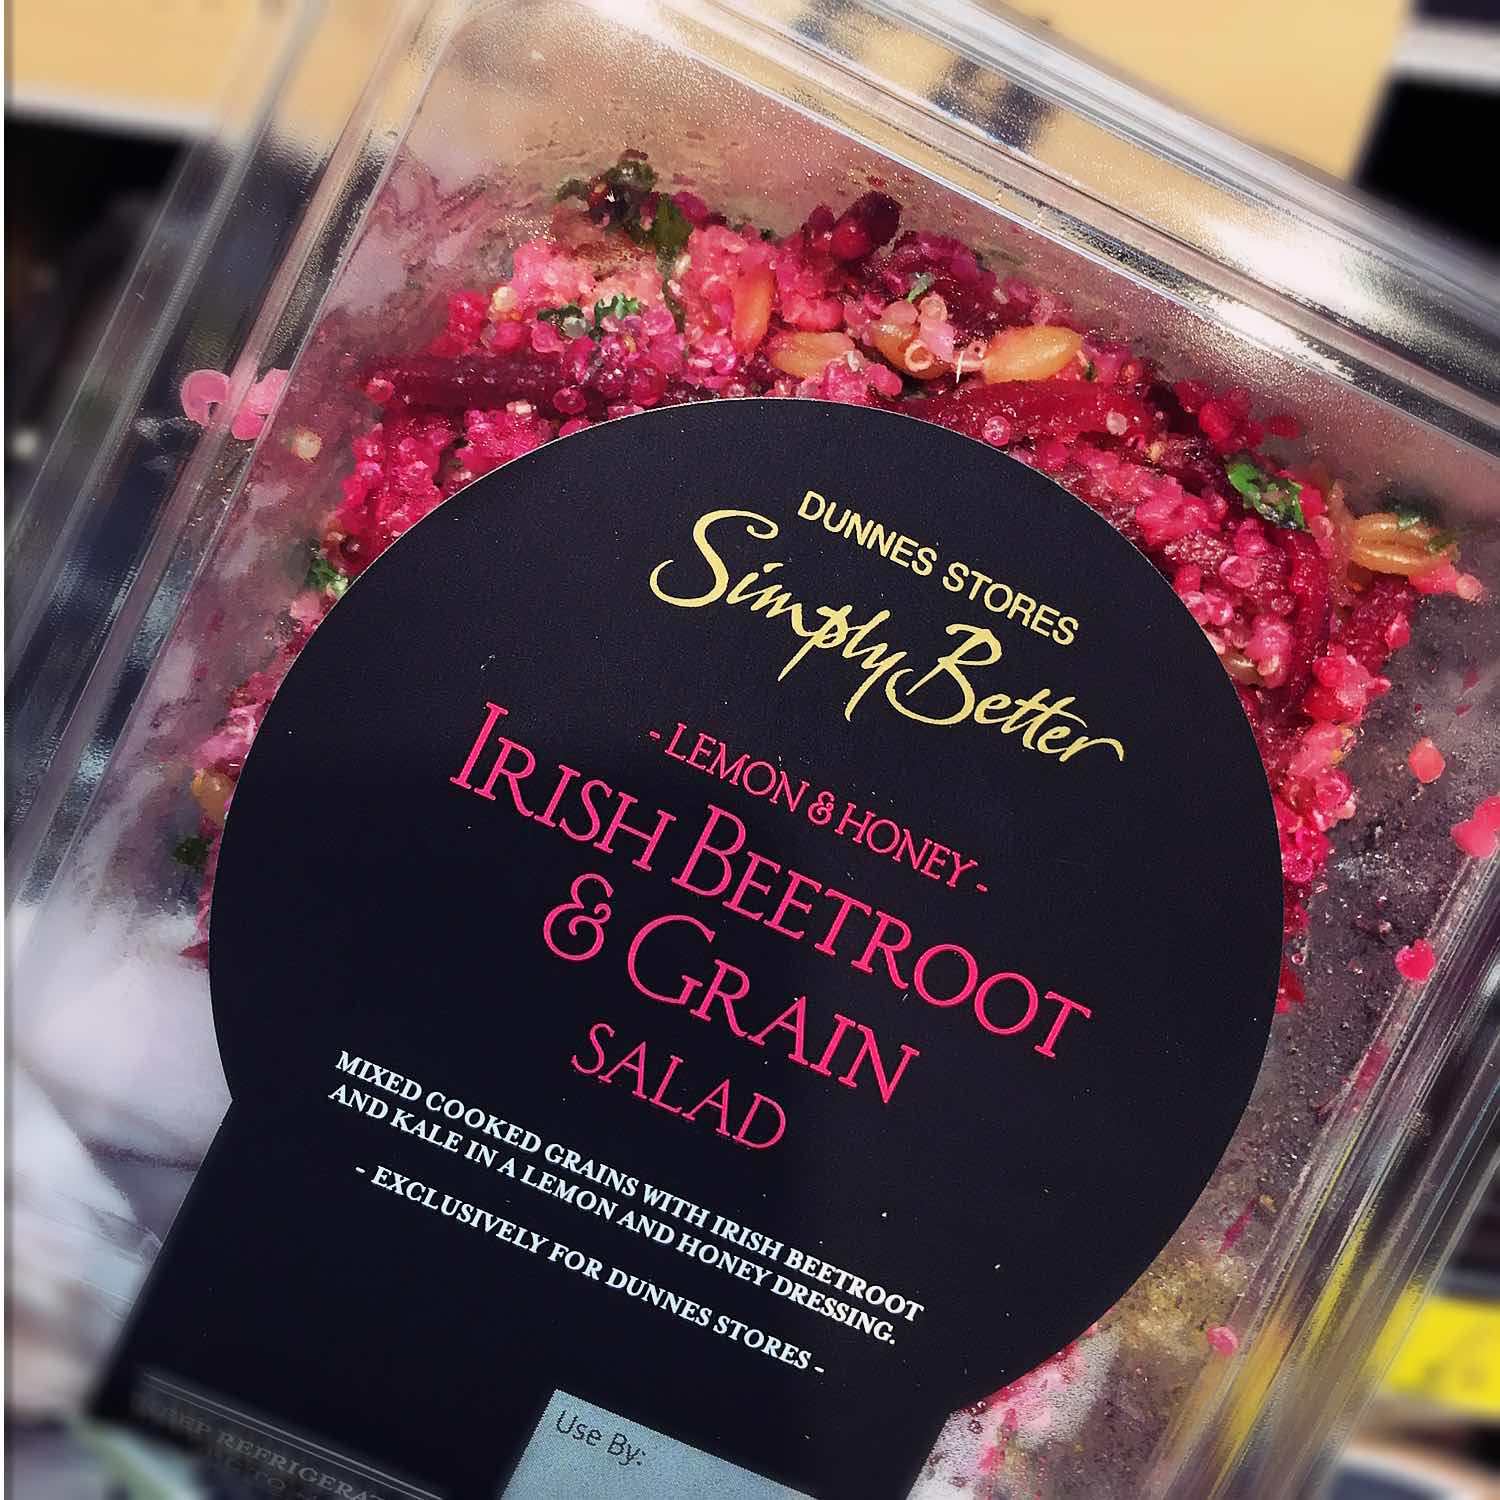 DUNNES STORES
Simply Better
- LEMON & HONEY -
IRISH BEETROOT
& GRAIN
SALAD
MIXED COOKED GRAINS WITH IRISH BEETROOT
AND KALE IN A LEMON AND HONEY DRESSING.
- EXCLUSIVELY FOR DUNNES STORES -
Use By: